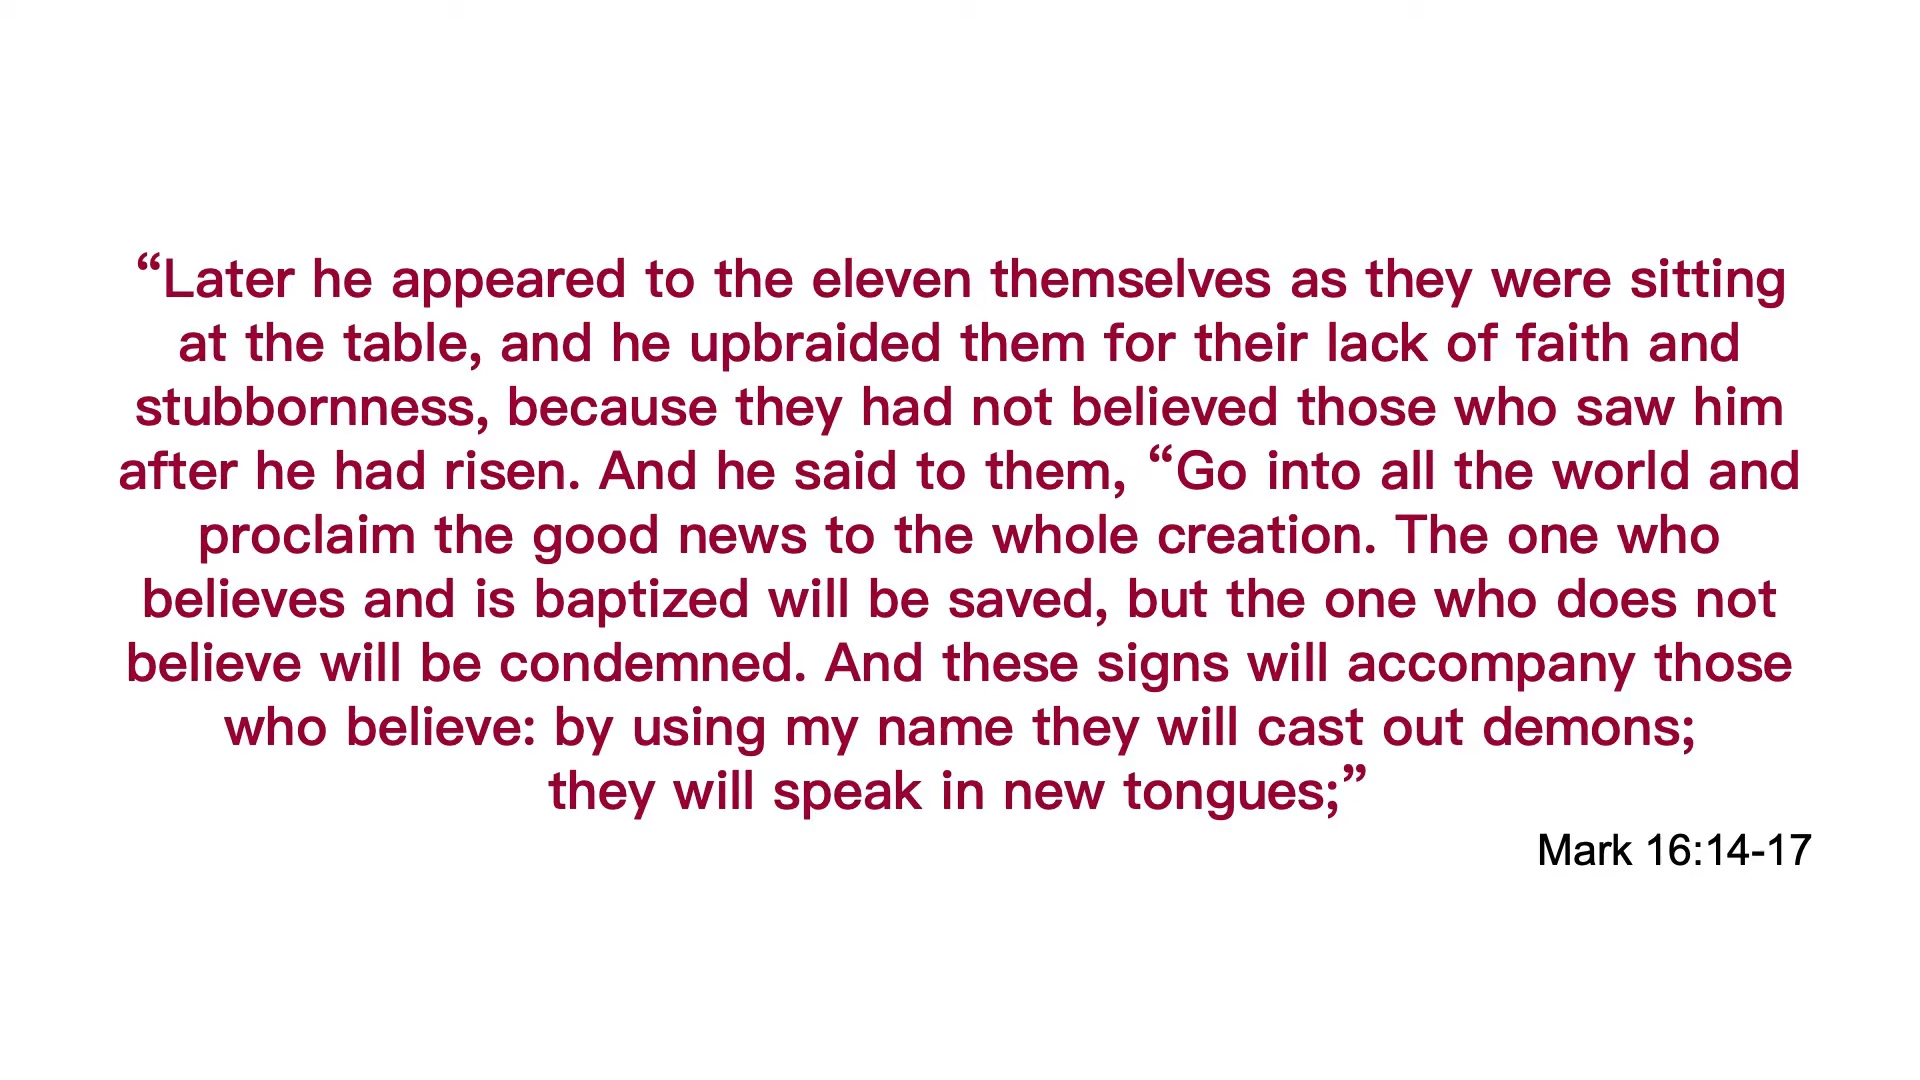 “Later he appeared to the eleven themselves as they were sitting
at the table, and he upbraided them for their lack of faith and
stubbornness, because they had not believed those who saw him
after he had risen. And he said to them, “Go into all the world and
proclaim the good news to the whole creation. The one who
believes and is baptized will be saved, but the one who does not
believe will be condemned. And these signs will accompany those
who believe: by using my name they will cast out demons;
they will speak in new tongues;”
Mark 16:14-17